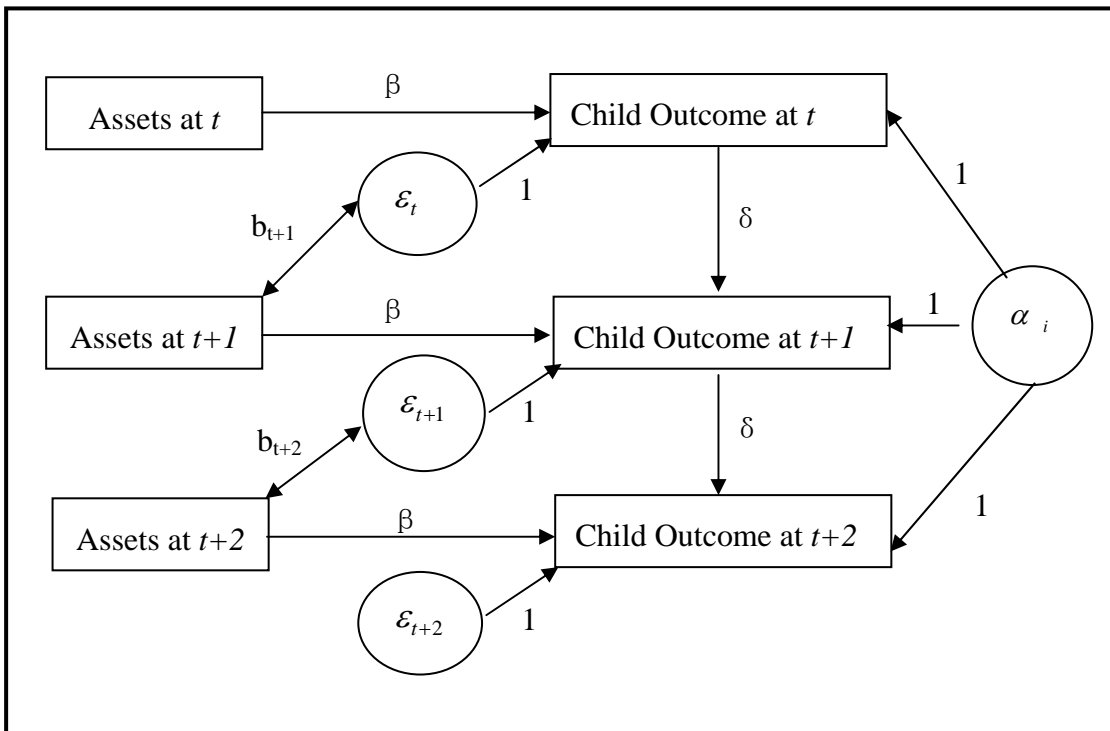 β
Assets at t
Child Outcome at t
1
ε_t
1
b_{t+1}
δ
β
Assets at t+1
Child Outcome at t+1
1
α_i
ε_{t+1}
1
b_{t+2}
δ
β
Assets at t+2
Child Outcome at t+2
1
ε_{t+2}
1